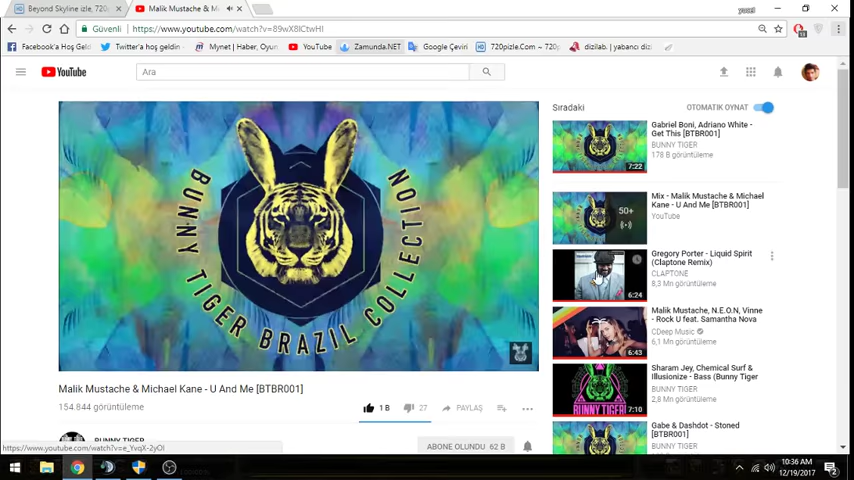 yusuf
Beyond Skyline izle, 720p
Malik Mustache & M
Güvenli
https://www.youtube.com/watch?v=89wX8lCtwHI
Facebook'a Hoş Gel
Twitter'a hoş geldin
Mynet | Haber, Oyun
YouTube
Zamunda.NET
Google Çeviri
720pizle.Com ~ 720p
dizilab. | yabancı dizi
YouTube
Ara
BUNNY TIGER BRAZIL COLLECTION
Malik Mustache & Michael Kane - U And Me [BTBR001]
154.844 görüntüleme
1 B
27
PAYLAŞ
BUNNY TIGER
ABONE OLUNDU 62 B
Sıradaki
OTOMATİK OYNAT
7:22
Gabriel Boni, Adriano White -
Get This [BTBR001]
BUNNY TIGER
178 B görüntüleme
50+
Mix - Malik Mustache & Michael
Kane - U And Me [BTBR001]
YouTube
6:24
Gregory Porter - Liquid Spirit
(Claptone Remix)
CLAPTONE
8,3 Mn görüntüleme
6:43
Malik Mustache, N.E.O.N, Vinne
- Rock U feat. Samantha Nova
CDeep Music
6,1 Mn görüntüleme
BUNNY TIGER
7:10
Sharam Jey, Chemical Surf &
Illusionize - Bass (Bunny Tiger
BUNNY TIGER
2,8 Mn görüntüleme
Gabe & Dashdot - Stoned
[BTBR001]
BUNNY TIGER
https://www.youtube.com/watch?v=e_YvqX-2yOI
10:36 AM
12/19/2017